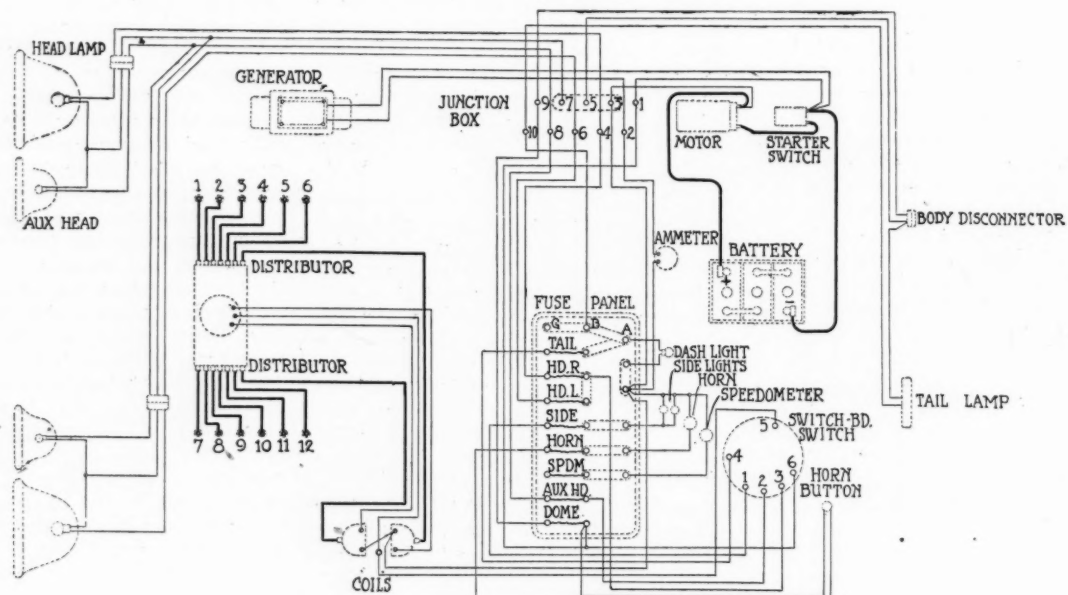 HEAD LAMP
GENERATOR
JUNCTION
BOX
9 7 5 3 1
10 8 6 4 2
MOTOR
STARTER
SWITCH
AUX HEAD
1 2 3 4 5 6
BODY DISCONNECTOR
AMMETER
BATTERY
+ -
DISTRIBUTOR
FUSE PANEL
G B A
TAIL
DASH LIGHT
SIDE LIGHTS
HORN
SPEEDOMETER
DISTRIBUTOR
HD.R
HD.L
TAIL LAMP
SIDE
SWITCH-BD.
SWITCH
5
4
1 2 3 6
7 8 9 10 11 12
HORN
SPDM
HORN
BUTTON
AUX HD
DOME
COILS